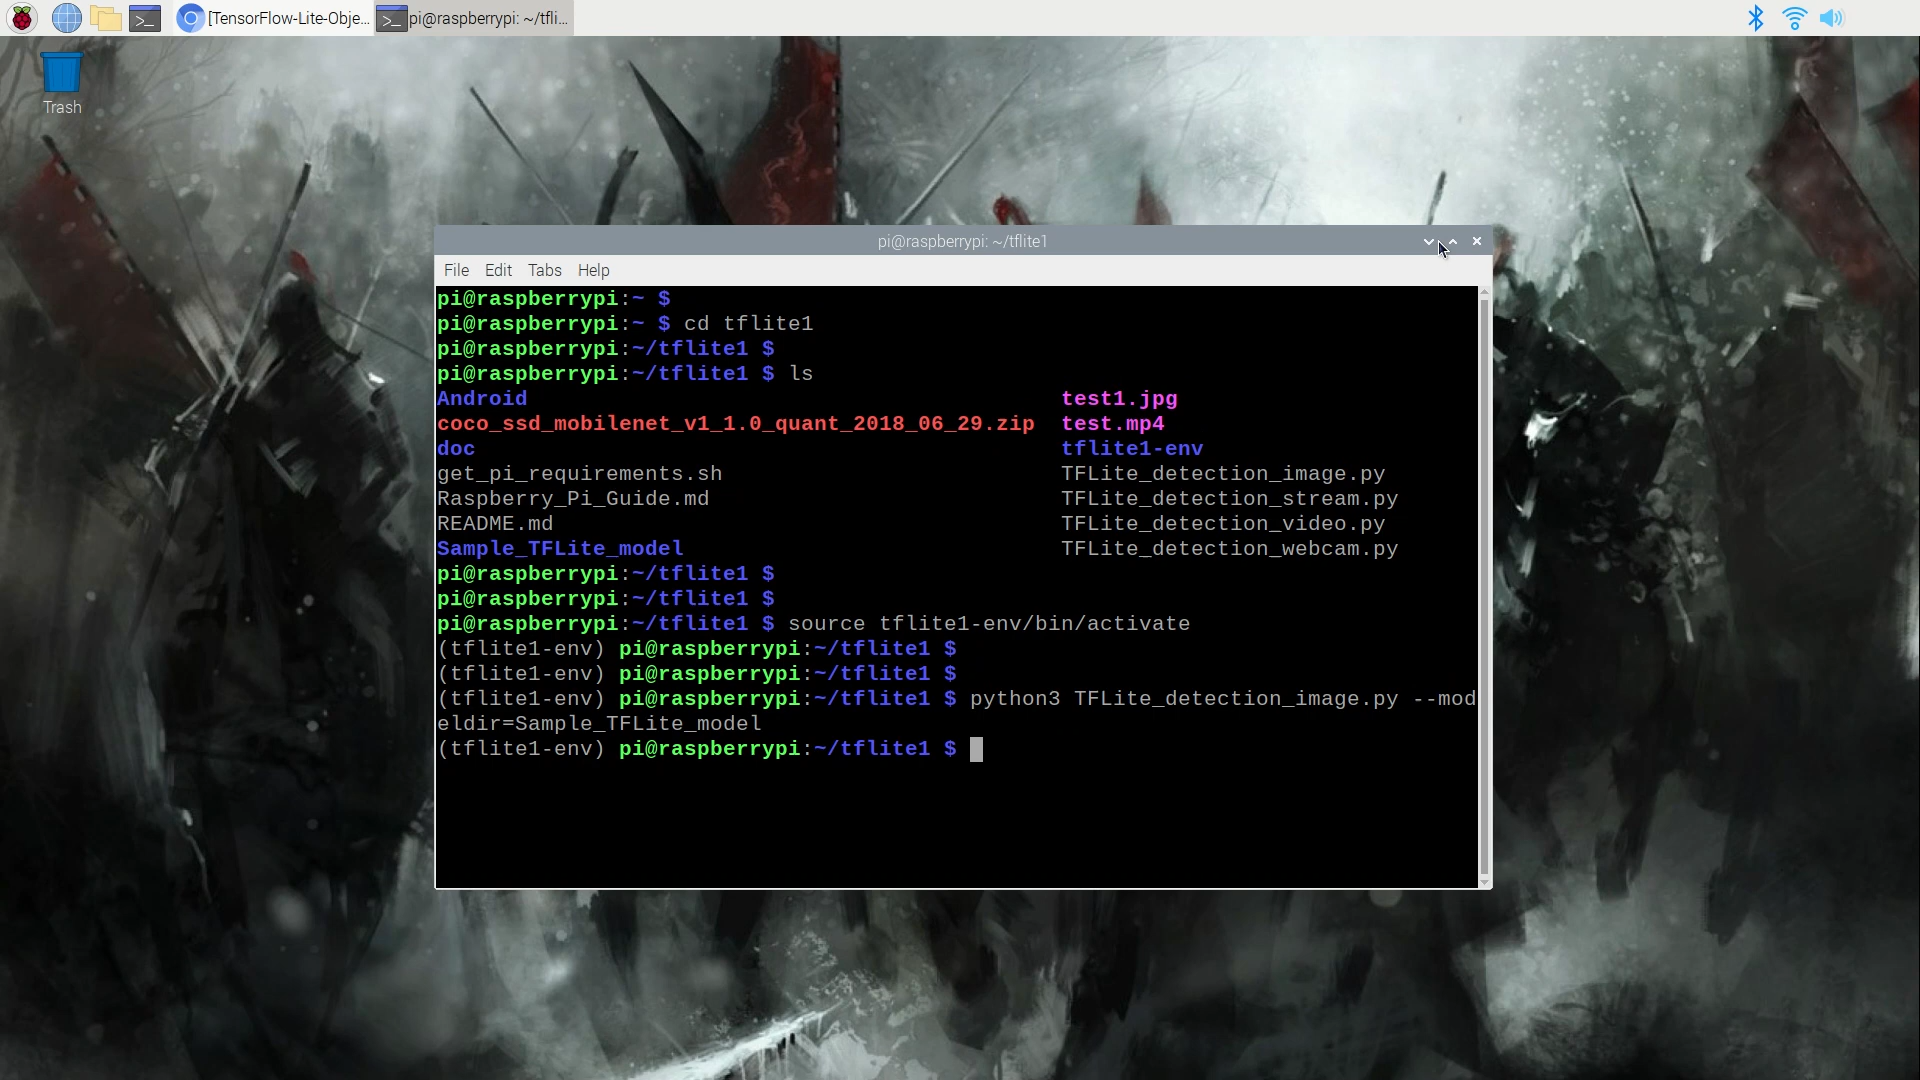 [TensorFlow-Lite-Obje...
pi@raspberrypi: ~/tfli...
Trash
pi@raspberrypi: ~/tflite1
File Edit Tabs Help
pi@raspberrypi:~ $
pi@raspberrypi:~ $ cd tflite1
pi@raspberrypi:~/tflite1 $
pi@raspberrypi:~/tflite1 $ ls
Android test1.jpg
coco_ssd_mobilenet_v1_1.0_quant_2018_06_29.zip test.mp4
doc tflite1-env
get_pi_requirements.sh TFLite_detection_image.py
Raspberry_Pi_Guide.md TFLite_detection_stream.py
README.md TFLite_detection_video.py
Sample_TFLite_model TFLite_detection_webcam.py
pi@raspberrypi:~/tflite1 $
pi@raspberrypi:~/tflite1 $
pi@raspberrypi:~/tflite1 $ source tflite1-env/bin/activate
(tflite1-env) pi@raspberrypi:~/tflite1 $
(tflite1-env) pi@raspberrypi:~/tflite1 $
(tflite1-env) pi@raspberrypi:~/tflite1 $ python3 TFLite_detection_image.py --mod
eldir=Sample_TFLite_model
(tflite1-env) pi@raspberrypi:~/tflite1 $